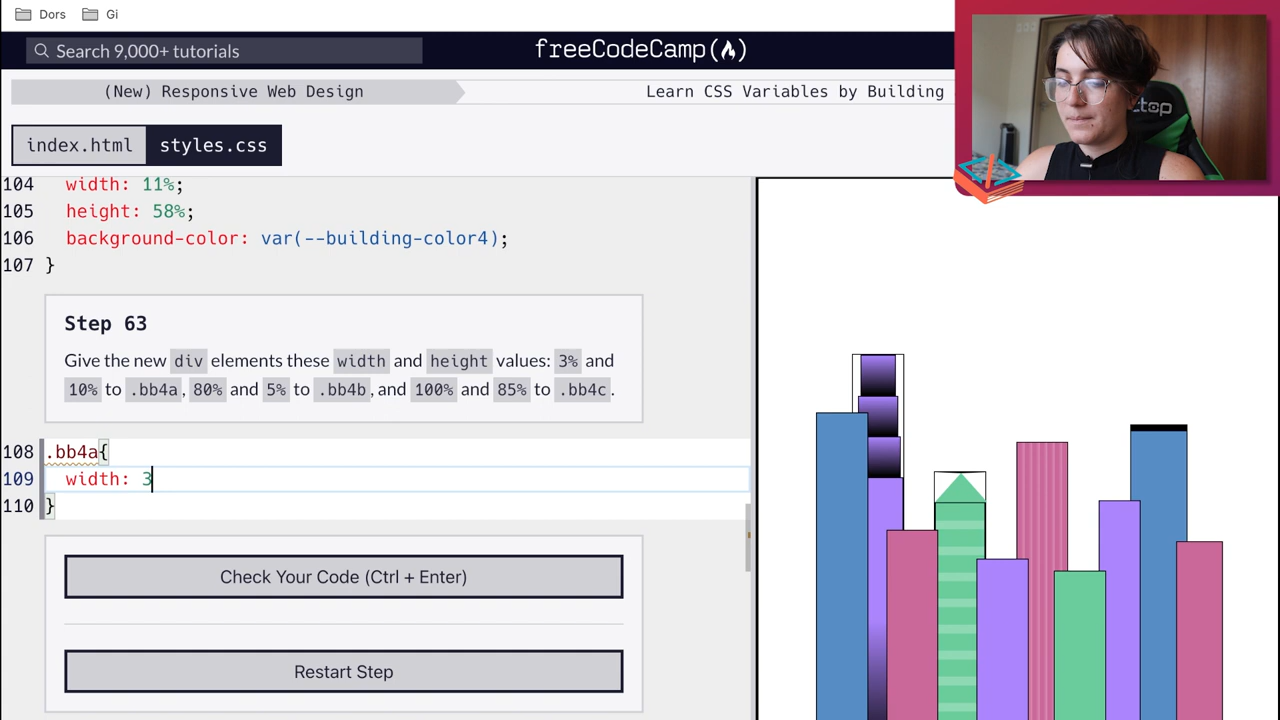 Dors Gi
Search 9,000+ tutorials
freeCodeCamp
(New) Responsive Web Design
Learn CSS Variables by Building
index.html styles.css
104 width: 11%;
105 height: 58%;
106 background-color: var(--building-color4);
107 }
Step 63
Give the new div elements these width and height values: 3% and
10% to .bb4a, 80% and 5% to .bb4b, and 100% and 85% to .bb4c.
108 .bb4a{
109 width: 3
110 }
Check Your Code (Ctrl + Enter)
Restart Step